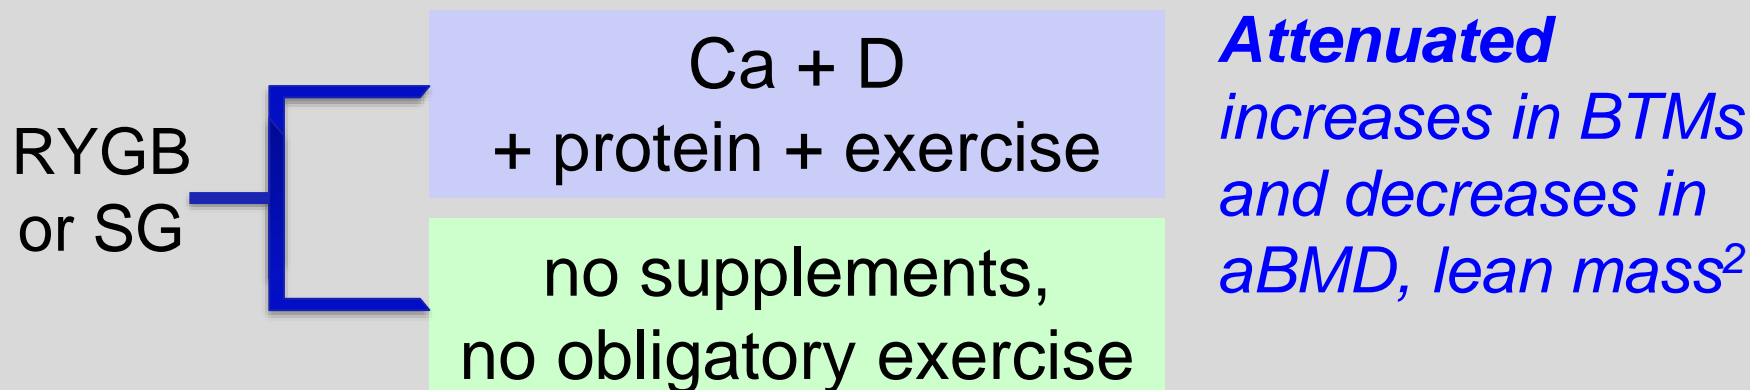 RYGB
or SG
Ca + D
+ protein + exercise
no supplements,
no obligatory exercise
Attenuated
increases in BTMs
and decreases in
aBMD, lean mass²